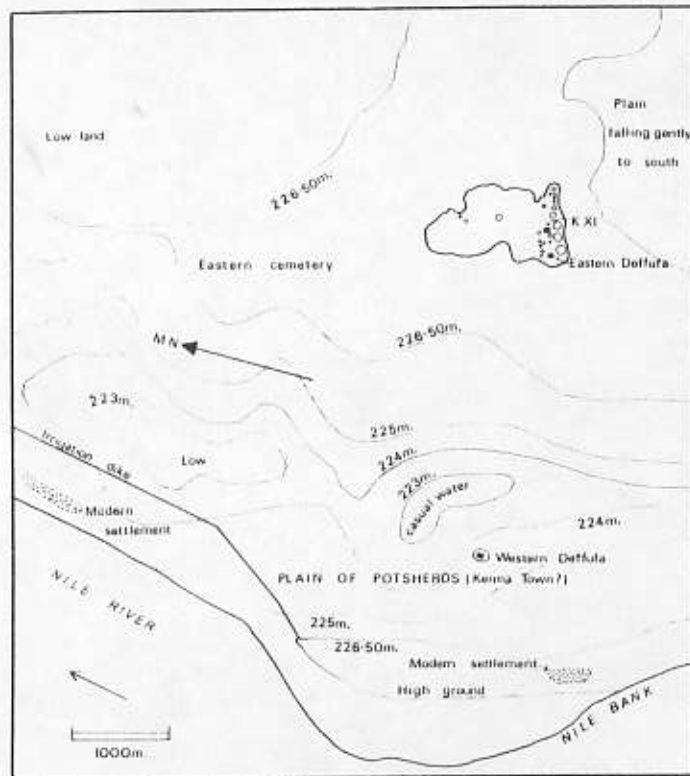 Plain
falling gently
to south
Low land
226·50m.
K XI
Eastern Deffufa
Eastern cemetery
MN
226·50m.
223m.
225m.
224m.
Irrigation dike
Low
223m.
casual water
224m.
Modern
settlement
Western Deffufa
PLAIN OF POTSHERDS (Kerma Town?)
NILE RIVER
225m.
226·50m.
Modern settlement
High ground
NILE BANK
1000m.